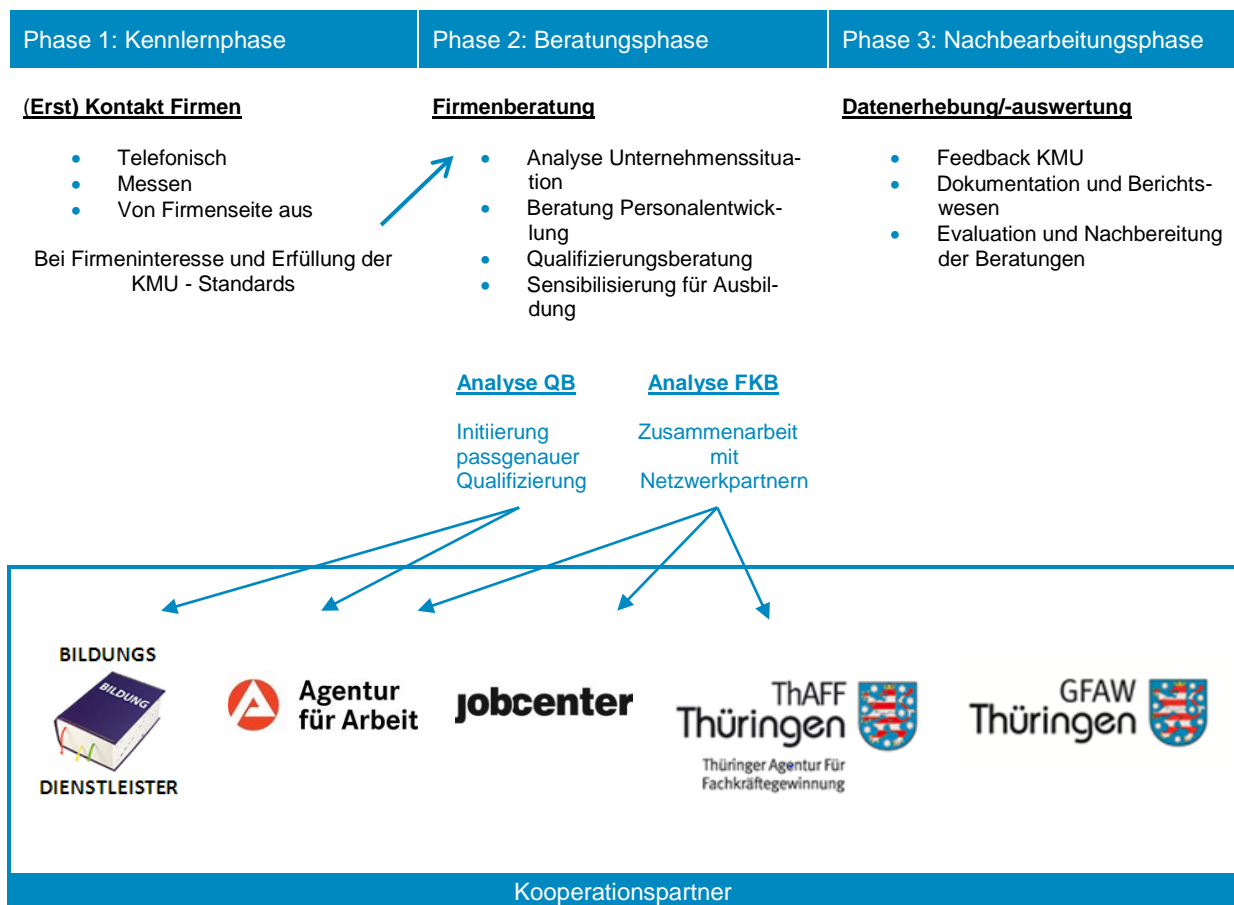 Phase 1: Kennlernphase
Phase 2: Beratungsphase
Phase 3: Nachbearbeitungsphase
(Erst) Kontakt Firmen
Telefonisch
Messen
Von Firmenseite aus
Bei Firmeninteresse und Erfüllung der
KMU - Standards
Firmenberatung
Analyse Unternehmenssitua-
tion
Beratung Personalentwick-
lung
Qualifizierungsberatung
Sensibilisierung für Ausbil-
dung
Datenerhebung/-auswertung
Feedback KMU
Dokumentation und Berichts-
wesen
Evaluation und Nachbereitung
der Beratungen
Analyse QB
Initiierung
passgenauer
Qualifizierung
Analyse FKB
Zusammenarbeit
mit
Netzwerkpartnern
BILDUNGS
BILDUNG
DIENSTLEISTER
Agentur
für Arbeit
jobcenter
ThAFF
Thüringen
Thüringer Agentur Für
Fachkräftegewinnung
GFAW
Thüringen
Kooperationspartner